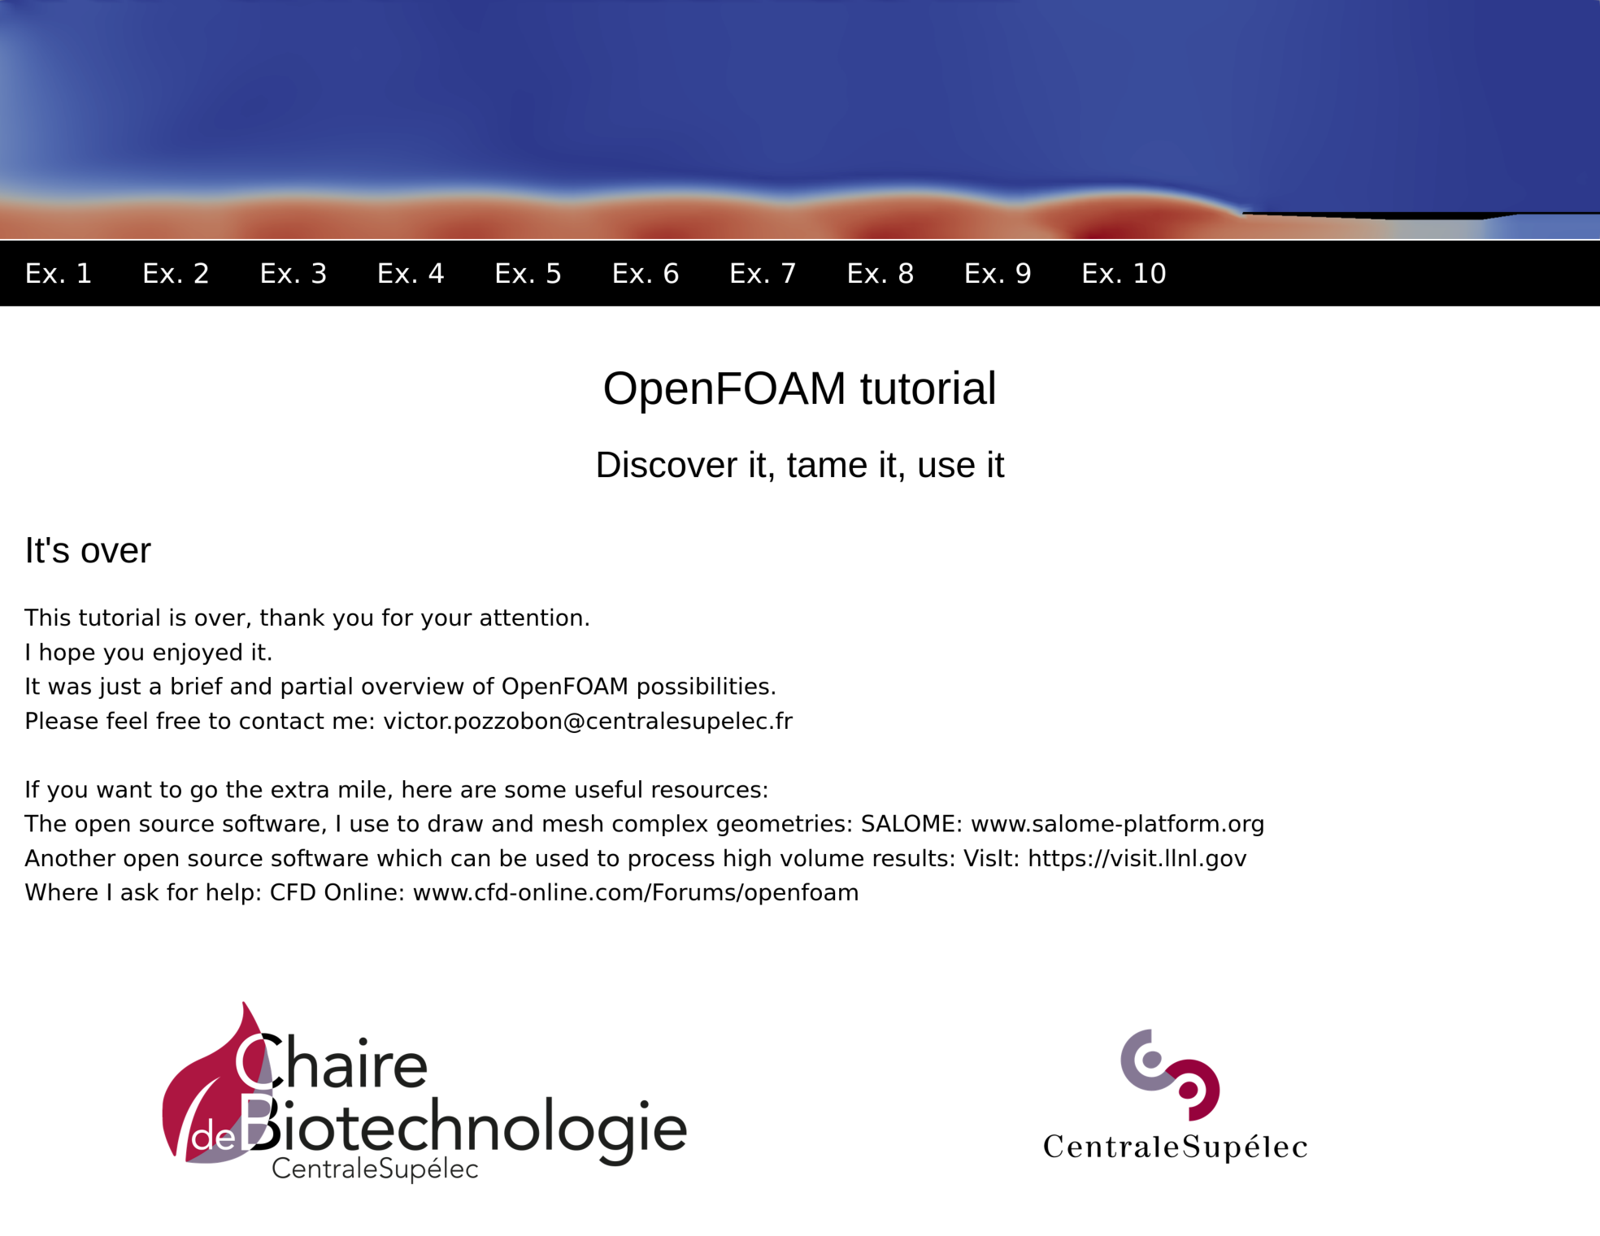 Ex. 1 Ex. 2 Ex. 3 Ex. 4 Ex. 5 Ex. 6 Ex. 7 Ex. 8 Ex. 9 Ex. 10
OpenFOAM tutorial
Discover it, tame it, use it
It's over
This tutorial is over, thank you for your attention.
I hope you enjoyed it.
It was just a brief and partial overview of OpenFOAM possibilities.
Please feel free to contact me: victor.pozzobon@centralesupelec.fr
If you want to go the extra mile, here are some useful resources:
The open source software, I use to draw and mesh complex geometries: SALOME: www.salome-platform.org
Another open source software which can be used to process high volume results: VisIt: https://visit.llnl.gov
Where I ask for help: CFD Online: www.cfd-online.com/Forums/openfoam
Chaire
de Biotechnologie
CentraleSupélec
CentraleSupélec